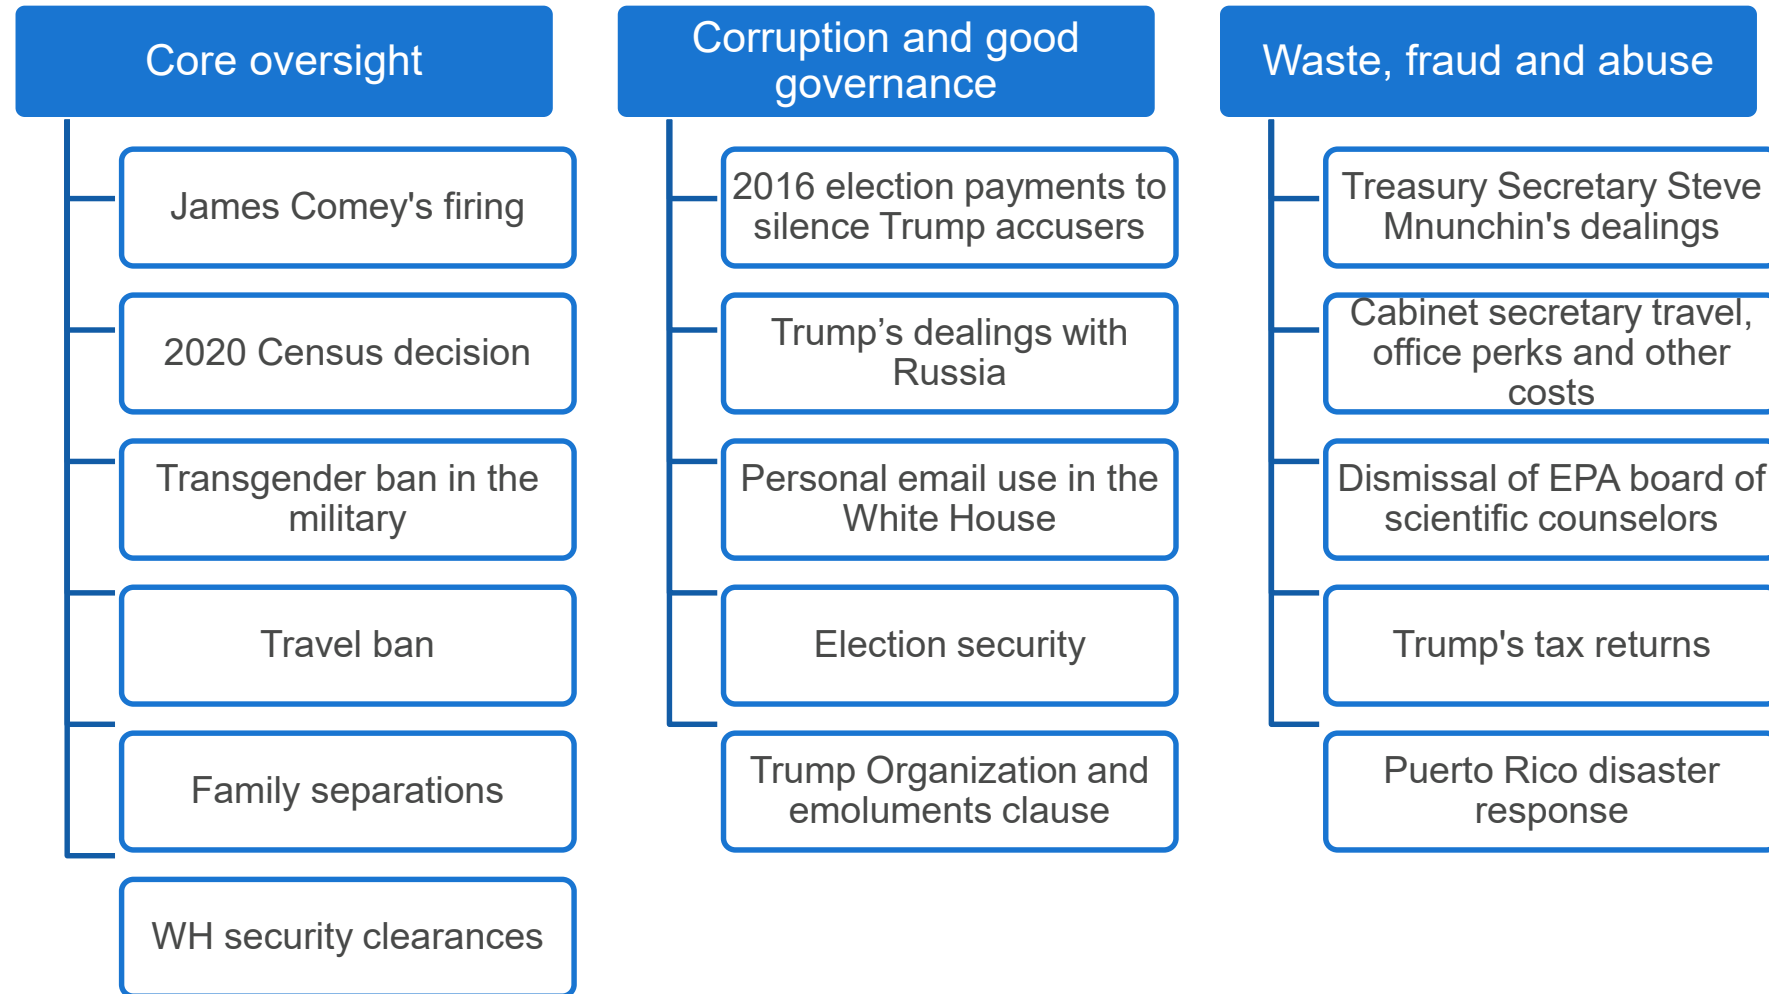 Core oversight
James Comey's firing
2020 Census decision
Transgender ban in the
military
Travel ban
Family separations
WH security clearances
Corruption and good
governance
2016 election payments to
silence Trump accusers
Trump’s dealings with
Russia
Personal email use in the
White House
Election security
Trump Organization and
emoluments clause
Waste, fraud and abuse
Treasury Secretary Steve
Mnunchin's dealings
Cabinet secretary travel,
office perks and other
costs
Dismissal of EPA board of
scientific counselors
Trump's tax returns
Puerto Rico disaster
response